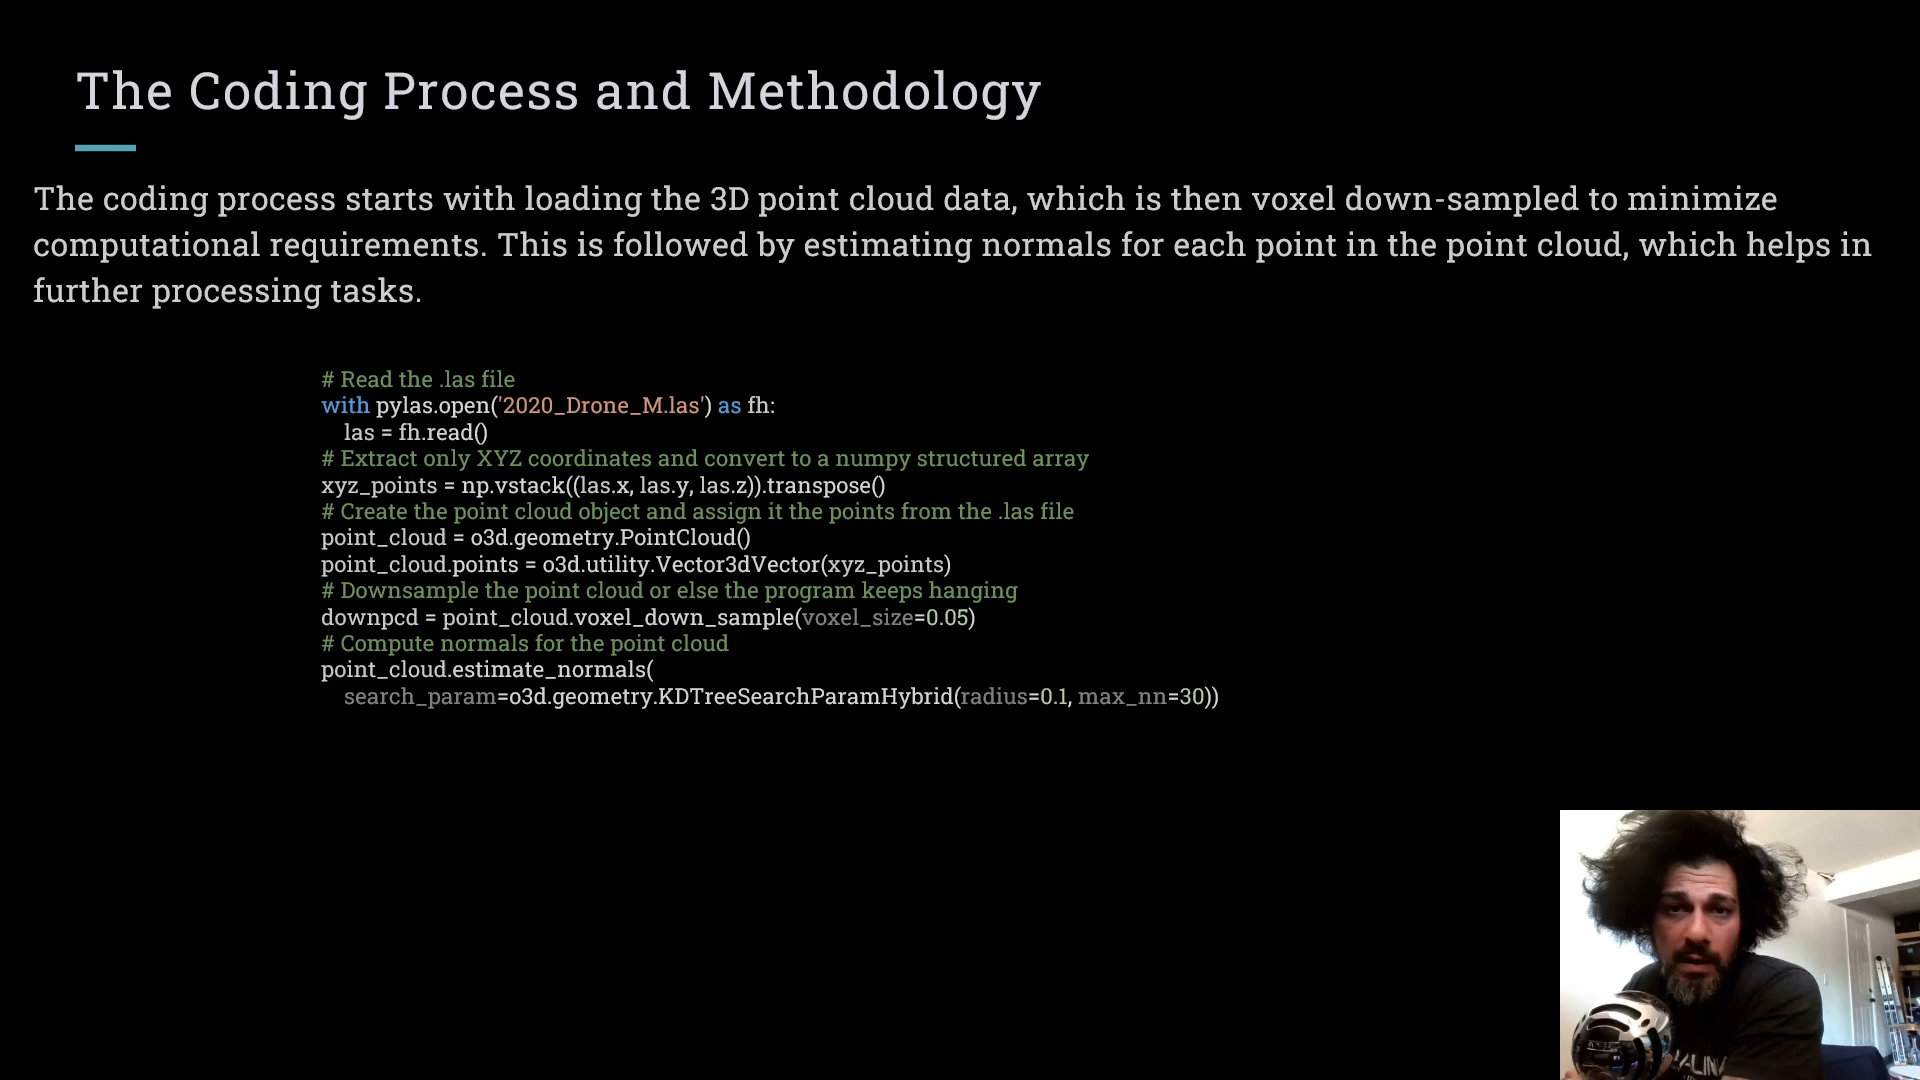 The Coding Process and Methodology
The coding process starts with loading the 3D point cloud data, which is then voxel down-sampled to minimize
computational requirements. This is followed by estimating normals for each point in the point cloud, which helps in
further processing tasks.
# Read the .las file
with pylas.open('2020_Drone_M.las') as fh:
    las = fh.read()
# Extract only XYZ coordinates and convert to a numpy structured array
xyz_points = np.vstack((las.x, las.y, las.z)).transpose()
# Create the point cloud object and assign it the points from the .las file
point_cloud = o3d.geometry.PointCloud()
point_cloud.points = o3d.utility.Vector3dVector(xyz_points)
# Downsample the point cloud or else the program keeps hanging
downpcd = point_cloud.voxel_down_sample(voxel_size=0.05)
# Compute normals for the point cloud
point_cloud.estimate_normals(
    search_param=o3d.geometry.KDTreeSearchParamHybrid(radius=0.1, max_nn=30))